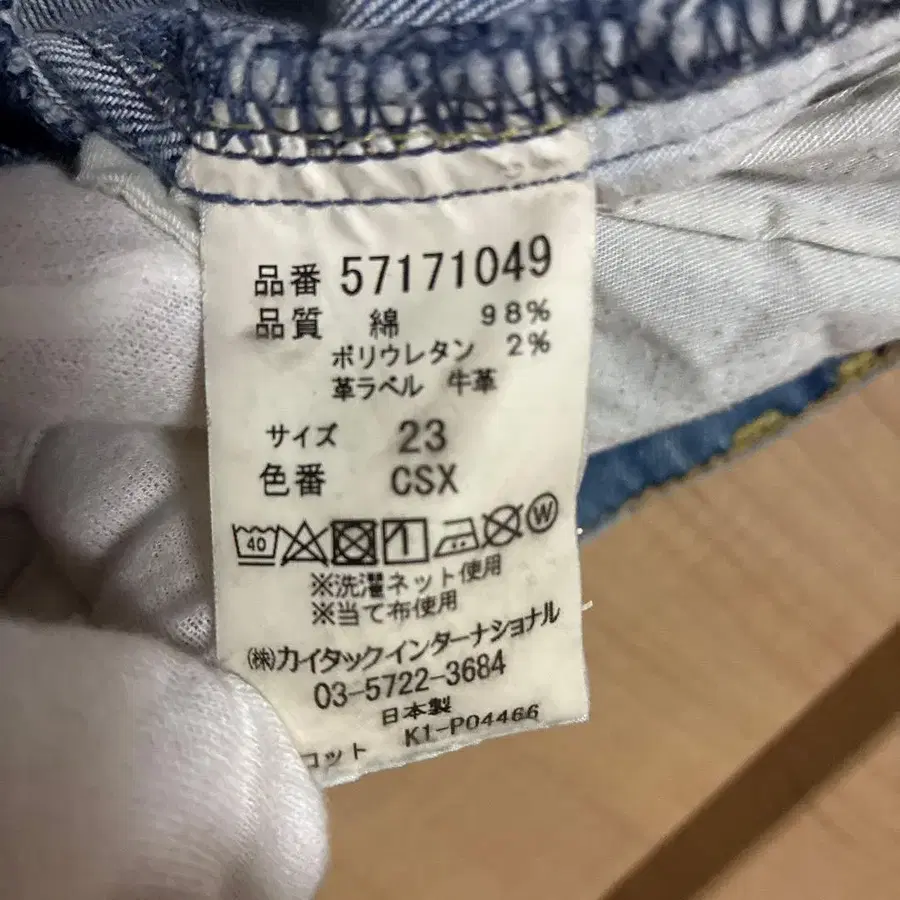 品番 57171049
品質 綿 98%
ポリウレタン 2%
革ラベル 牛革
サイズ 23
色番 CSX
40 W
※洗濯ネット使用
※当て布使用
㈱カイタックインターナショナル
03-5722-3684
日本製
コット K1-P04466